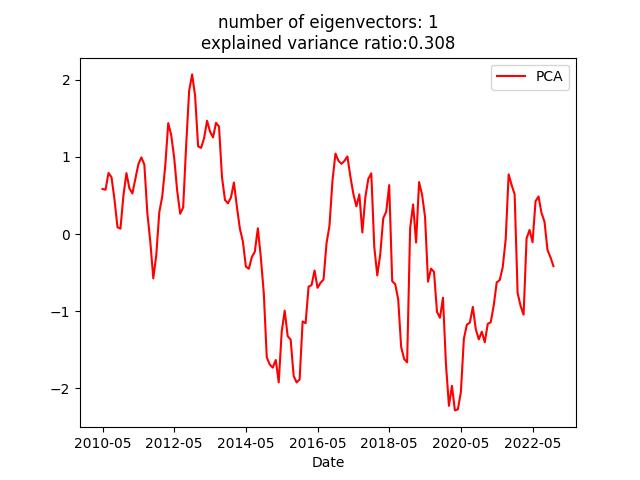 number of eigenvectors: 1
explained variance ratio:0.308
PCA
2
1
0
−1
−2
2010-05 2012-05 2014-05 2016-05 2018-05 2020-05 2022-05
Date